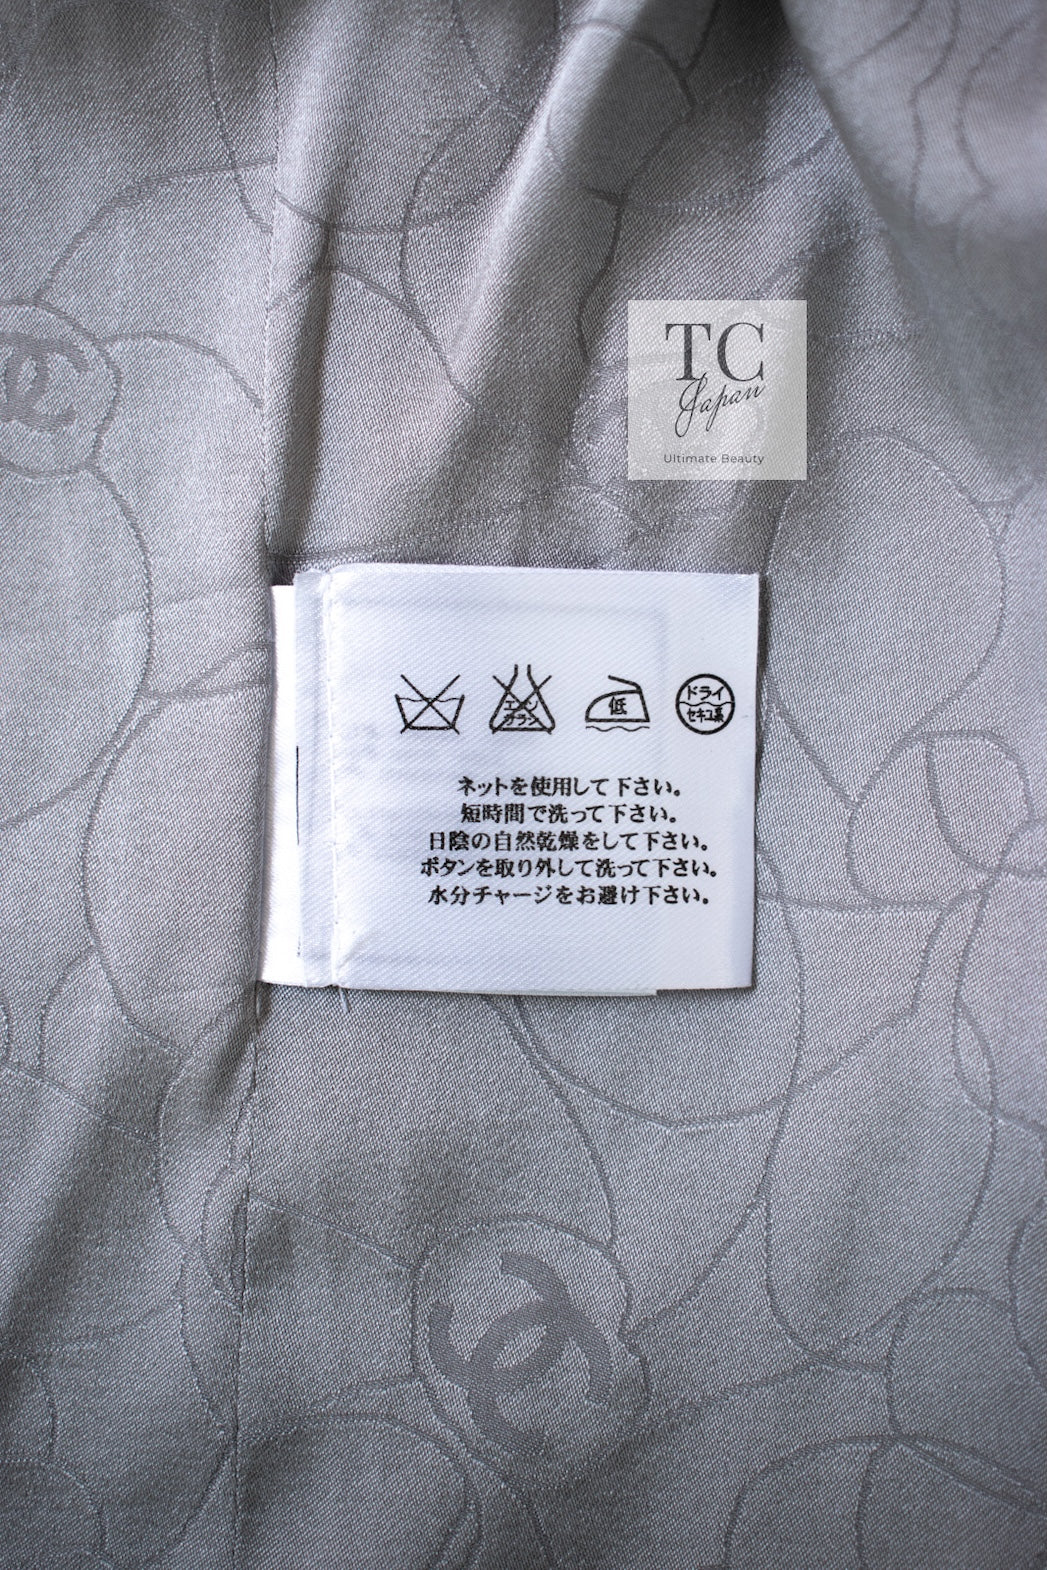 TC
Japan
Ultimate Beauty
エンソ
サラシ
低
ドライ
セキユ系
ネットを使用して下さい。
短時間で洗って下さい。
日陰の自然乾燥をして下さい。
ボタンを取り外して洗って下さい。
水分チャージをお避け下さい。